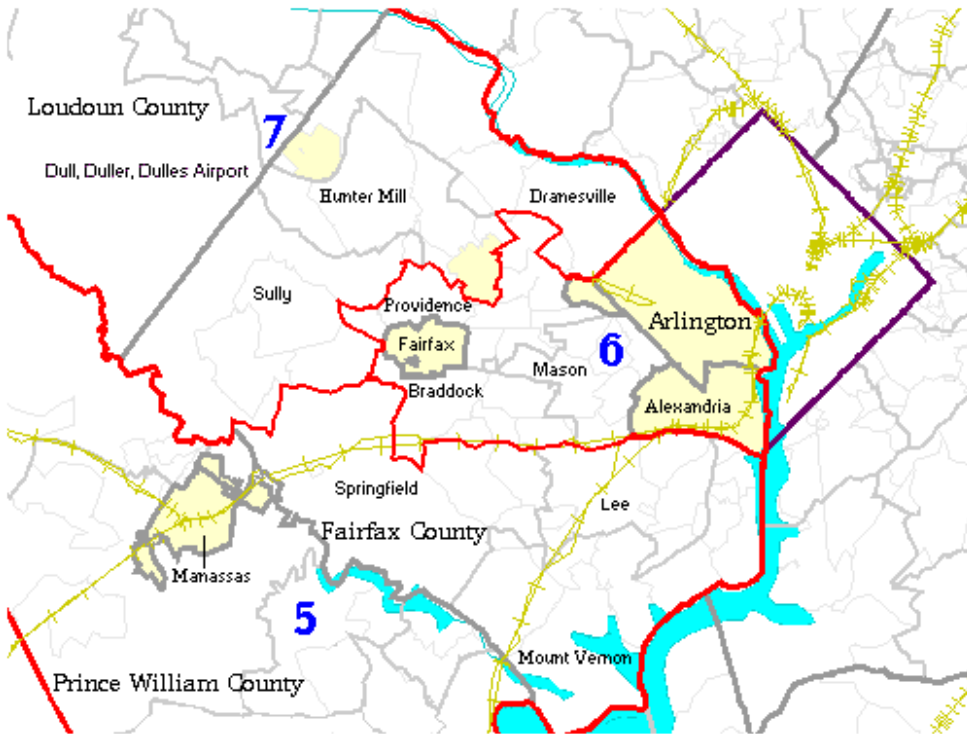 Loudoun County
7
Dull, Duller, Dulles Airport
Hunter Mill
Dranesville
Sully
Providence
Arlington
Fairfax
6
Mason
Braddock
Alexandria
Springfield
Lee
Fairfax County
Manassas
5
Mount Vernon
Prince William County